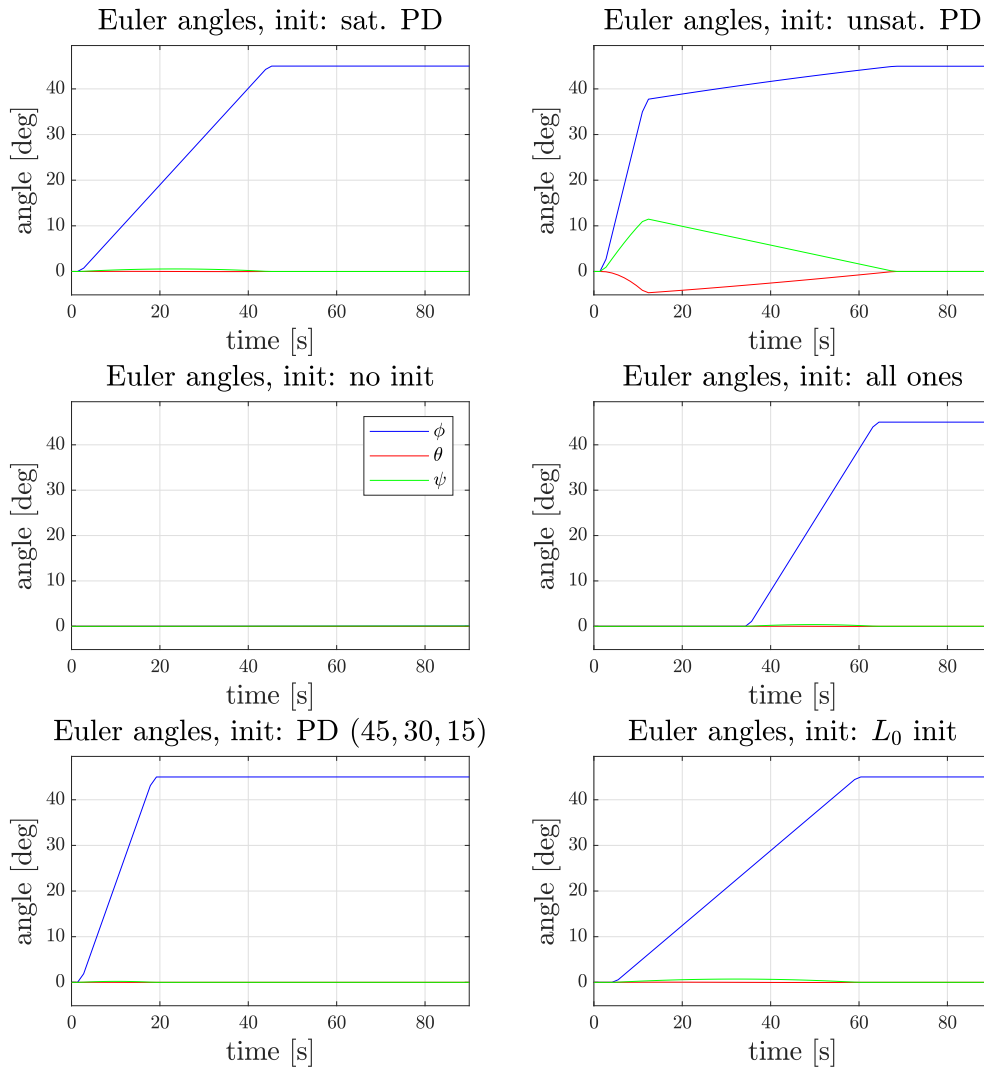 Euler angles, init: sat. PD
angle [deg]
40
30
20
10
0
0 20 40 60 80
time [s]
Euler angles, init: unsat. PD
angle [deg]
40
30
20
10
0
0 20 40 60 80
time [s]
Euler angles, init: no init
angle [deg]
40
30
20
10
0
ϕ
θ
ψ
0 20 40 60 80
time [s]
Euler angles, init: all ones
angle [deg]
40
30
20
10
0
0 20 40 60 80
time [s]
Euler angles, init: PD (45, 30, 15)
angle [deg]
40
30
20
10
0
0 20 40 60 80
time [s]
Euler angles, init: L₀ init
angle [deg]
40
30
20
10
0
0 20 40 60 80
time [s]